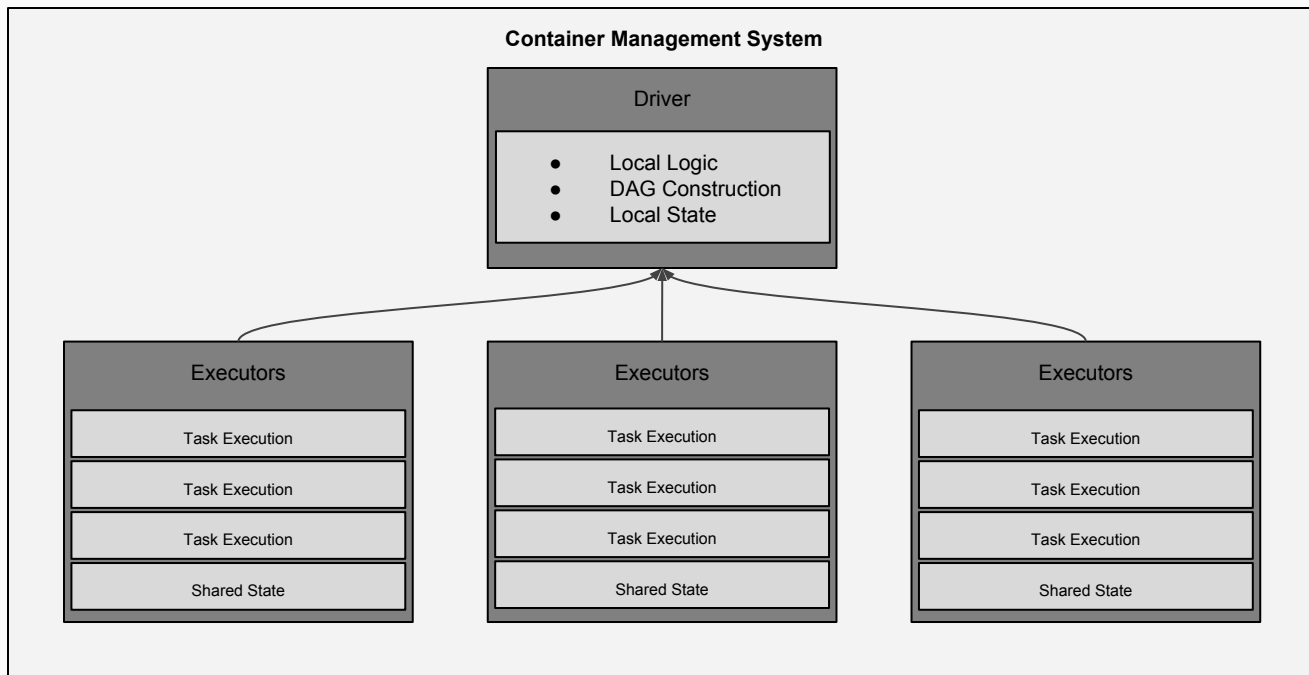 Container Management System
Driver
● Local Logic
● DAG Construction
● Local State
Executors
Task Execution
Task Execution
Task Execution
Shared State
Executors
Task Execution
Task Execution
Task Execution
Shared State
Executors
Task Execution
Task Execution
Task Execution
Shared State